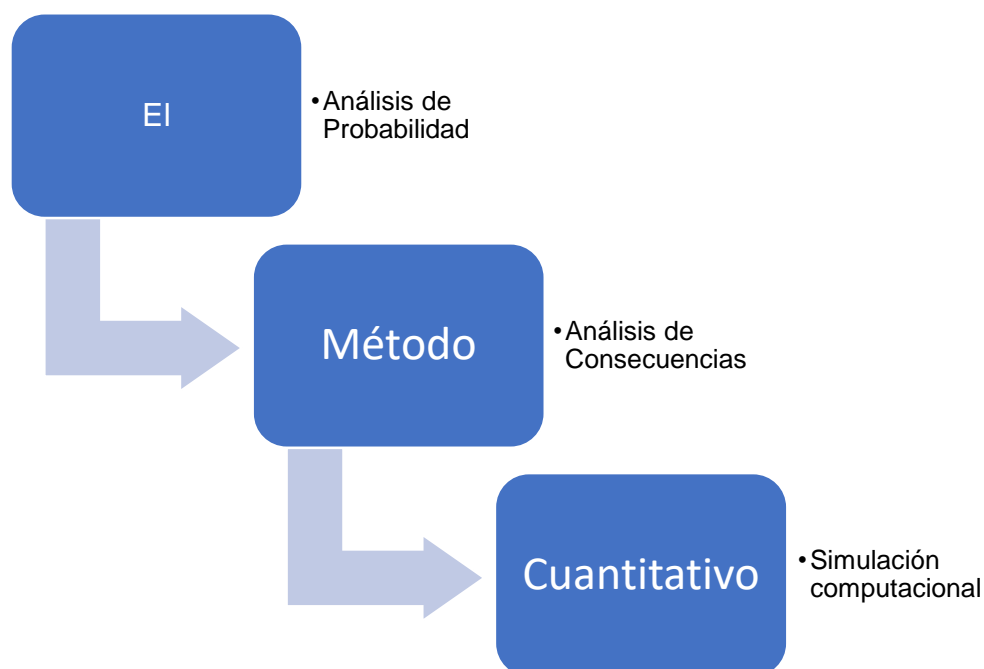 El
•Análisis de
Probabilidad
Método
•Análisis de
Consecuencias
Cuantitativo
•Simulación
computacional